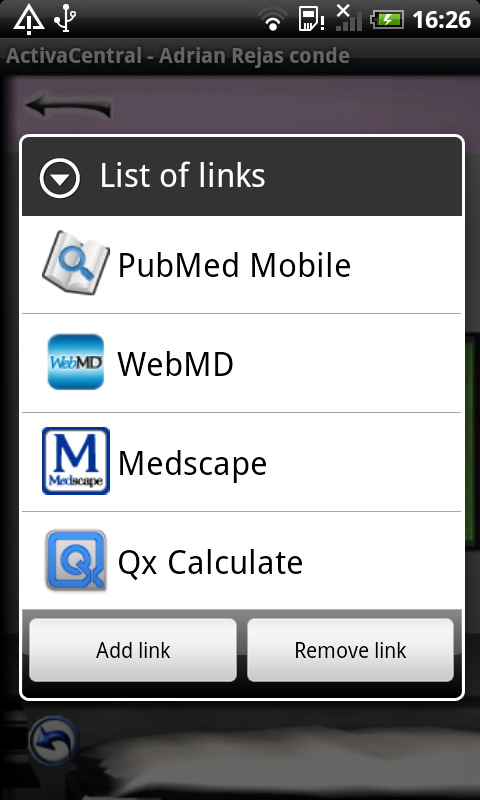 16:26
ActivaCentral - Adrian Rejas conde
List of links
PubMed Mobile
WebMD
WebMD
M
Medscape
Medscape
Qx
Qx Calculate
Add link
Remove link